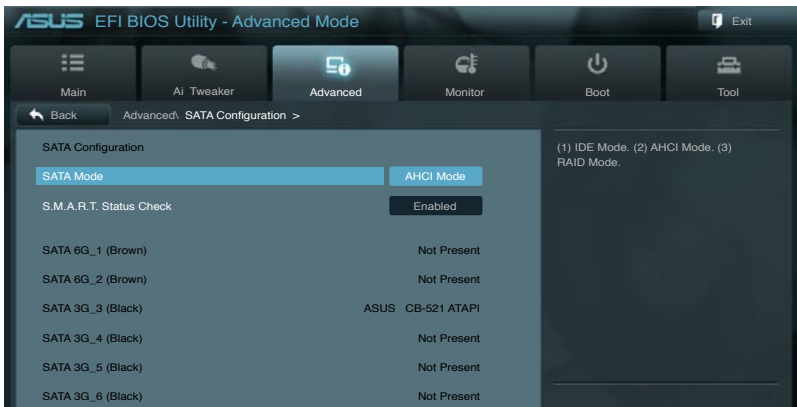 ASUS EFI BIOS Utility - Advanced Mode
Exit
Main
Ai Tweaker
Advanced
Monitor
Boot
Tool
Back
Advanced\ SATA Configuration >
SATA Configuration
SATA Mode AHCI Mode
S.M.A.R.T. Status Check Enabled
SATA 6G_1 (Brown) Not Present
SATA 6G_2 (Brown) Not Present
SATA 3G_3 (Black) ASUS CB-521 ATAPI
SATA 3G_4 (Black) Not Present
SATA 3G_5 (Black) Not Present
SATA 3G_6 (Black) Not Present
(1) IDE Mode. (2) AHCI Mode. (3)
RAID Mode.